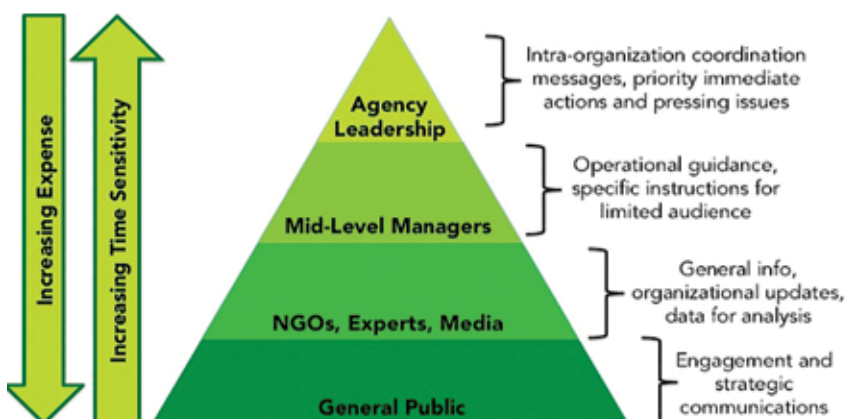 Increasing Expense
Increasing Time Sensitivity
Agency
Leadership
Intra-organization coordination
messages, priority immediate
actions and pressing issues
Mid-Level Managers
Operational guidance,
specific instructions for
limited audience
NGOs, Experts, Media
General info,
organizational updates,
data for analysis
General Public
Engagement and
strategic
communications